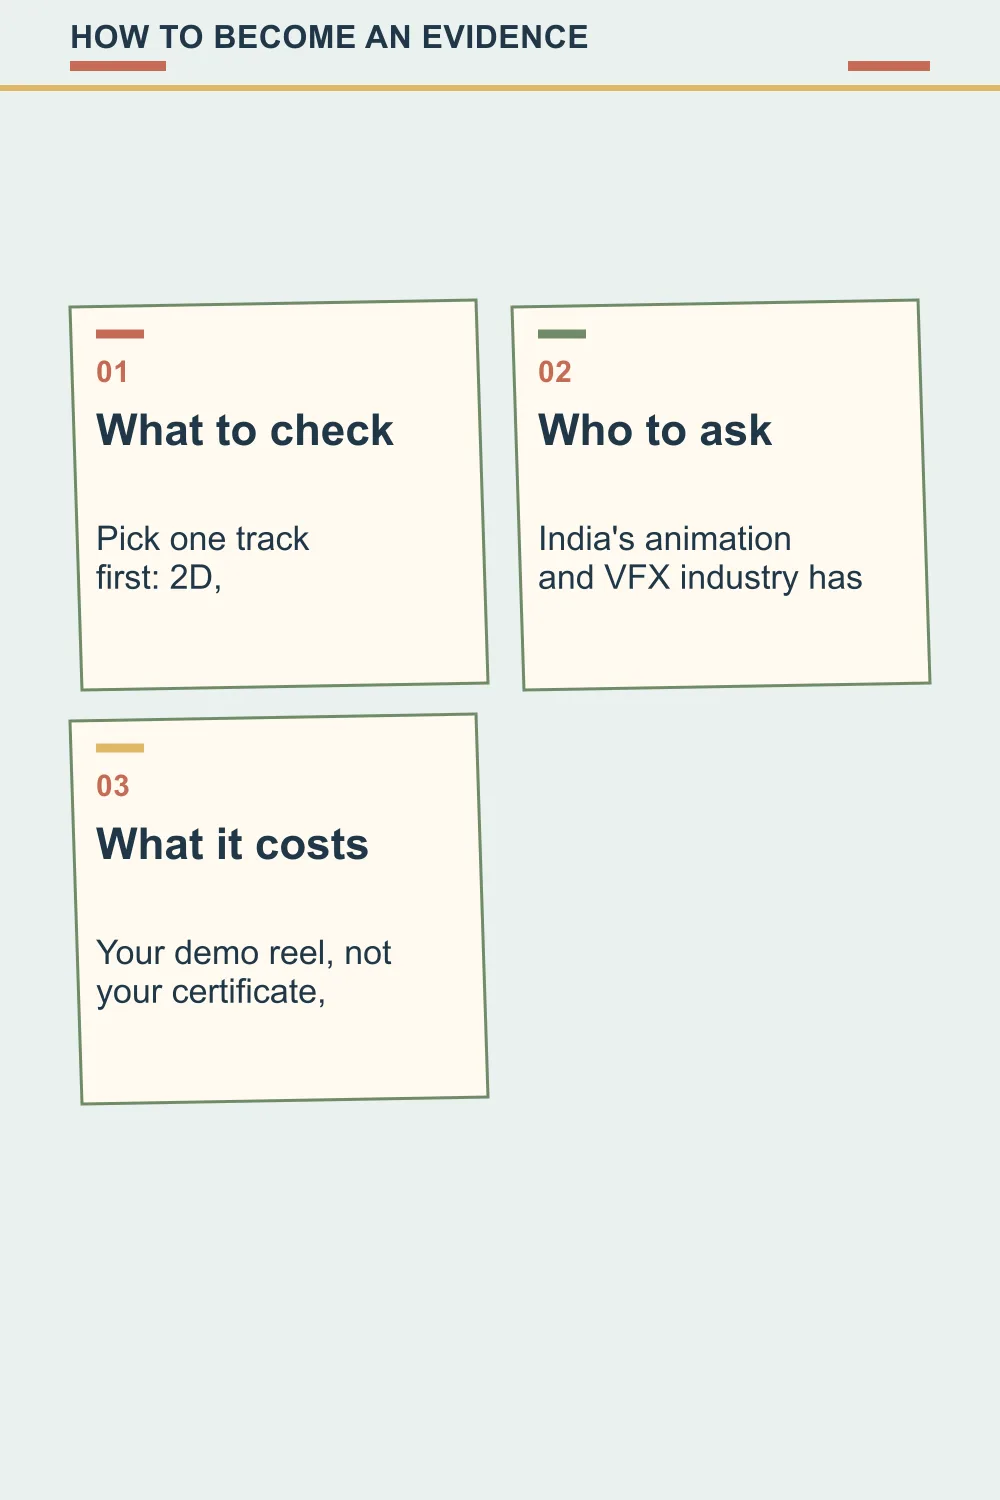 HOW TO BECOME AN EVIDENCE
01
What to check
Pick one track
first: 2D,
02
Who to ask
India's animation
and VFX industry has
03
What it costs
Your demo reel, not
your certificate,